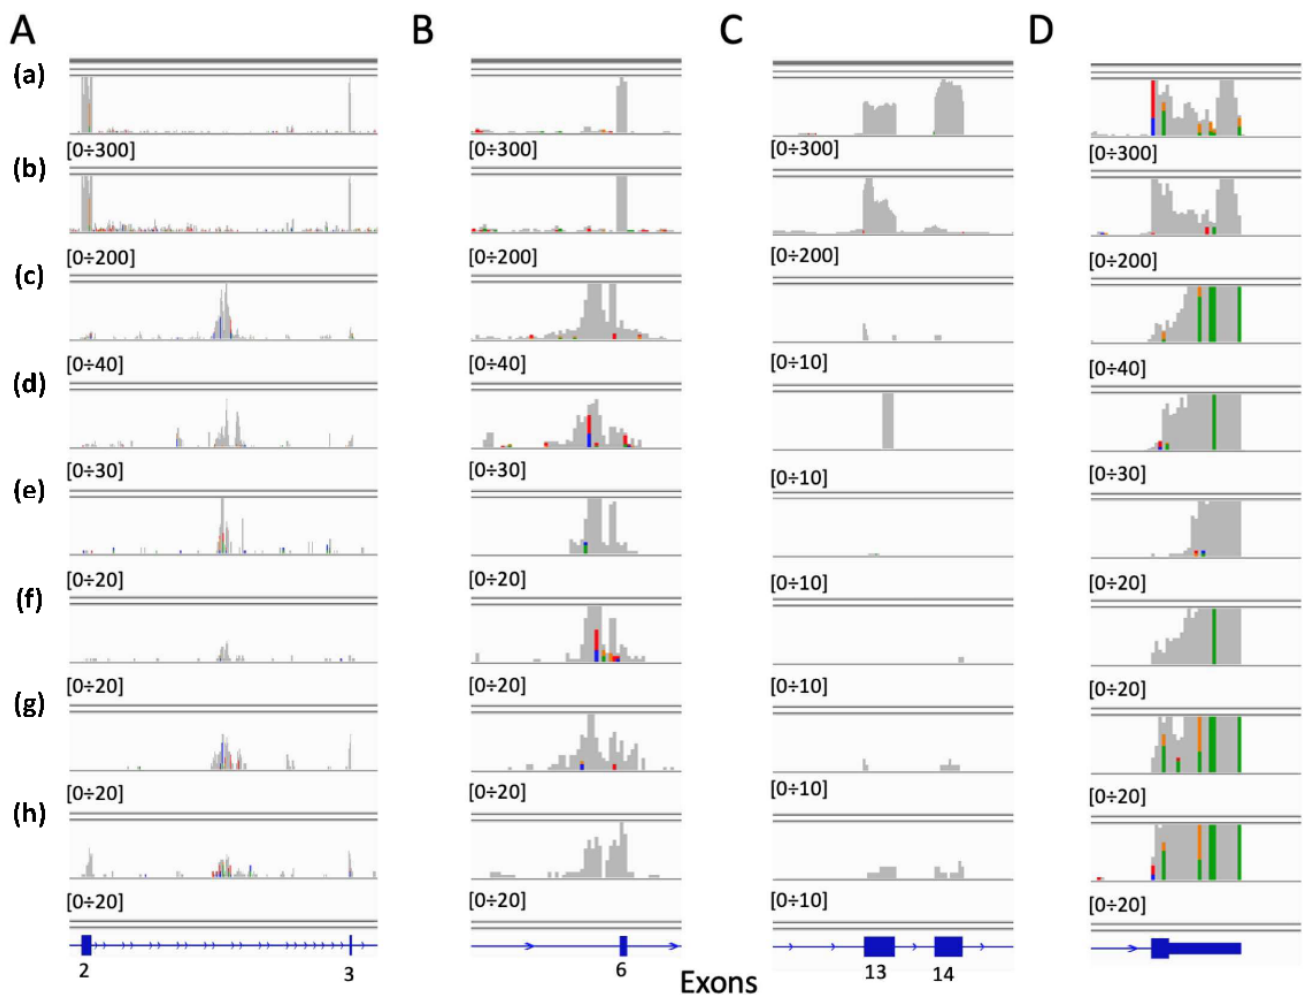 A B C D
(a)
[0÷300] [0÷300] [0÷300] [0÷300]
(b)
[0÷200] [0÷200] [0÷200] [0÷200]
(c)
[0÷40] [0÷40] [0÷10] [0÷40]
(d)
[0÷30] [0÷30] [0÷10] [0÷30]
(e)
[0÷20] [0÷20] [0÷10] [0÷20]
(f)
[0÷20] [0÷20] [0÷10] [0÷20]
(g)
[0÷20] [0÷20] [0÷10] [0÷20]
(h)
[0÷20] [0÷20] [0÷10] [0÷20]
2 3 6 13 14
Exons